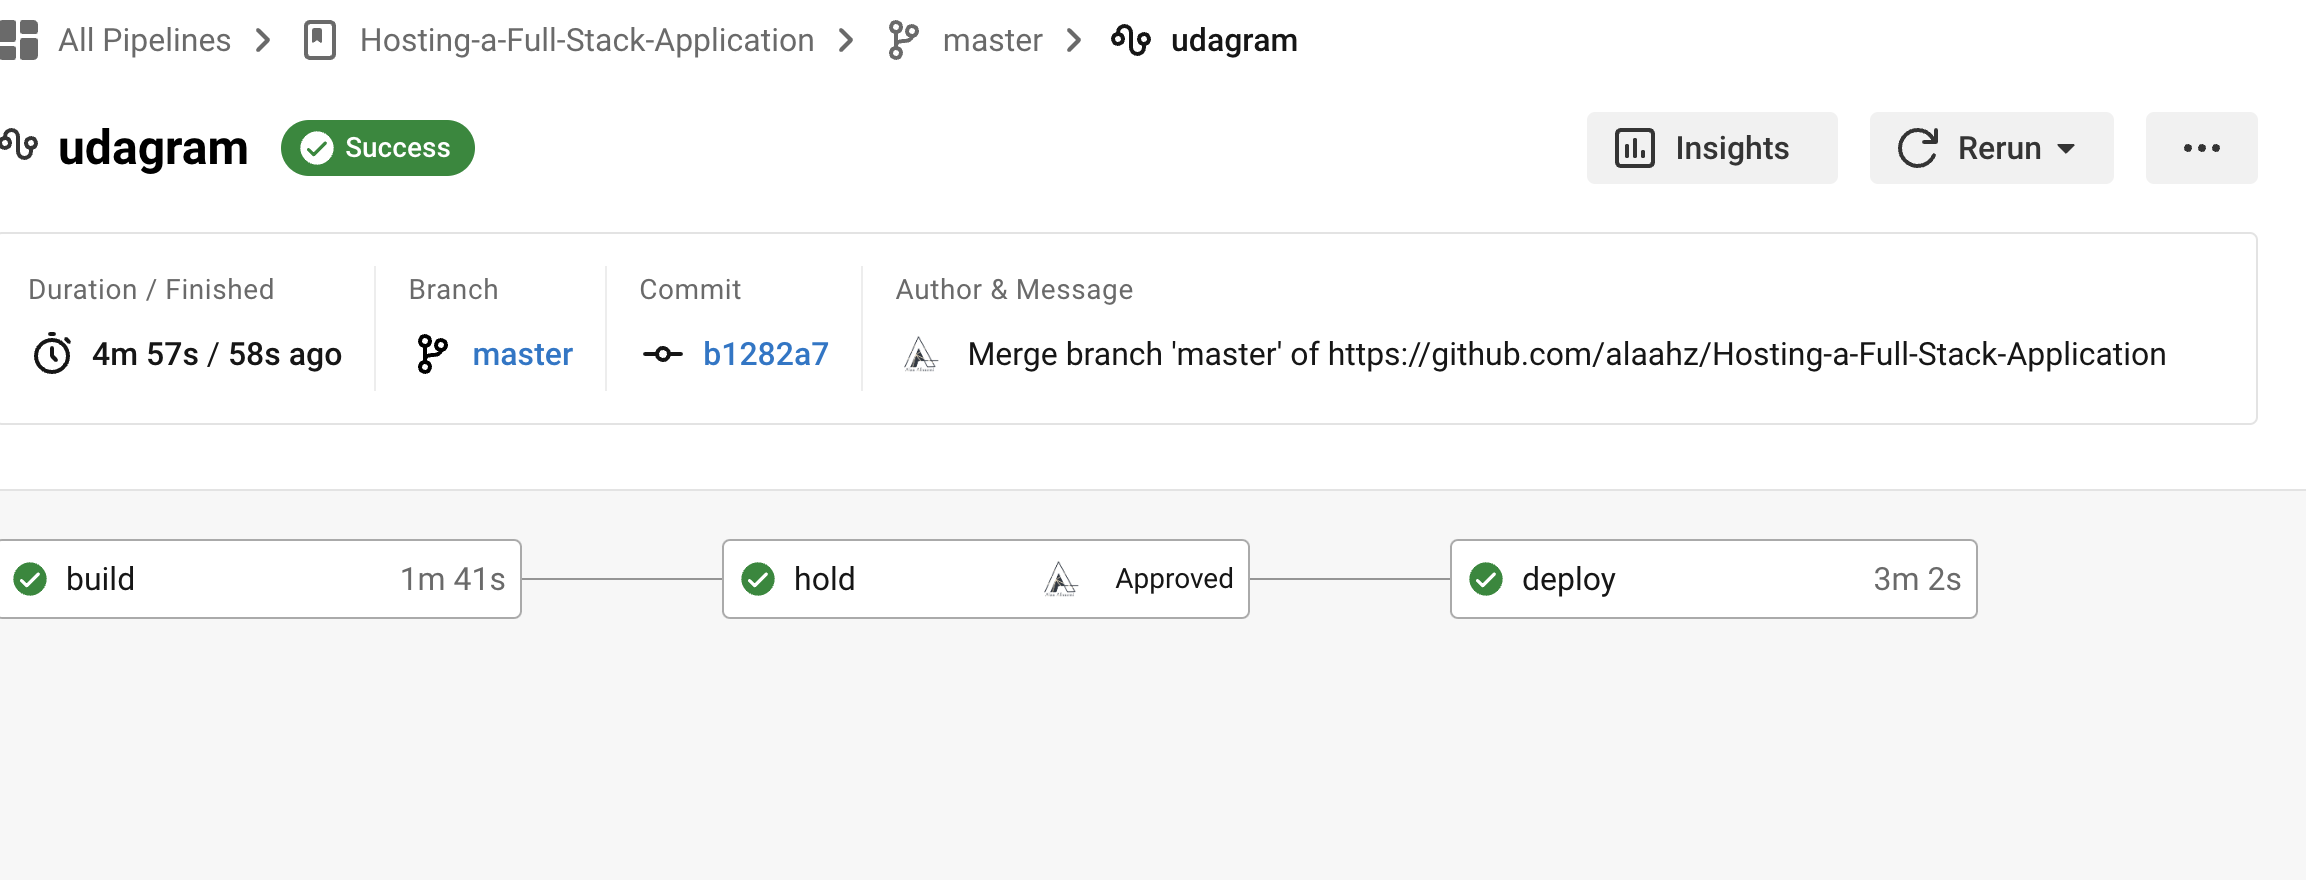 All Pipelines Hosting-a-Full-Stack-Application master udagram
udagram Success Insights Rerun
Duration / Finished Branch Commit Author & Message
4m 57s / 58s ago master b1282a7 Merge branch 'master' of https://github.com/alaahz/Hosting-a-Full-Stack-Application
build 1m 41s hold Approved deploy 3m 2s